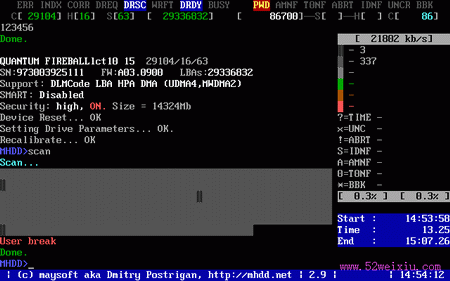 ERR INDX CORR DREQ DRSC WRFT DRDY BUSY PWD AMNF TONF ABRT IDNF UNCR BBK
[ 29104] H[16] S[63] [ 29336832] [ 86700]—S[ ]—H[ ] C[ 86]
123456
Done.
QUANTUM FIREBALLlct10 15 29104/16/63
SN:973003925111 FW:A03.0900 LBAs:29336832
Support: DLMCode LBA HPA DMA (UDMA4,MWDMA2)
SMART: Disabled
Security: high, ON. Size = 14324Mb
Device Reset... OK
Setting Drive Parameters... OK.
Recalibrate... OK.
MHDD>scan
Scan...
User break
Done.
MHDD>_
[ 21802 kb/s]
- 3
- 337
-
-
-
-
?=TIME -
x=UNC -
!=ABRT -
S=IDNF -
A=AMNF -
0=TONF -
*=BBK -
[ 0.3% [ 0.3% ]
Start : 14:53:58
Time : 13.25
End : 15:07.26
www.52weixiu.com
| (c) maysoft aka Dmitry Postrigan, http://mhdd.net | 2.9 | | 14:54:12